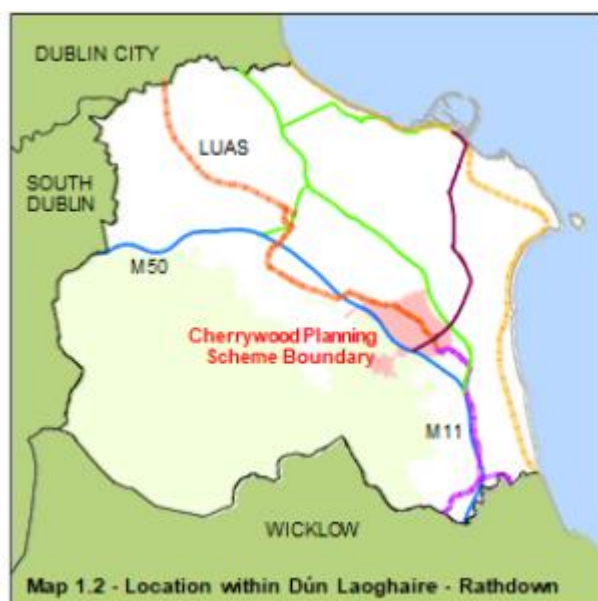 DUBLIN CITY
LUAS
SOUTH
DUBLIN
M50
Cherrywood Planning
Scheme Boundary
M11
WICKLOW
Map 1.2 - Location within Dún Laoghaire - Rathdown